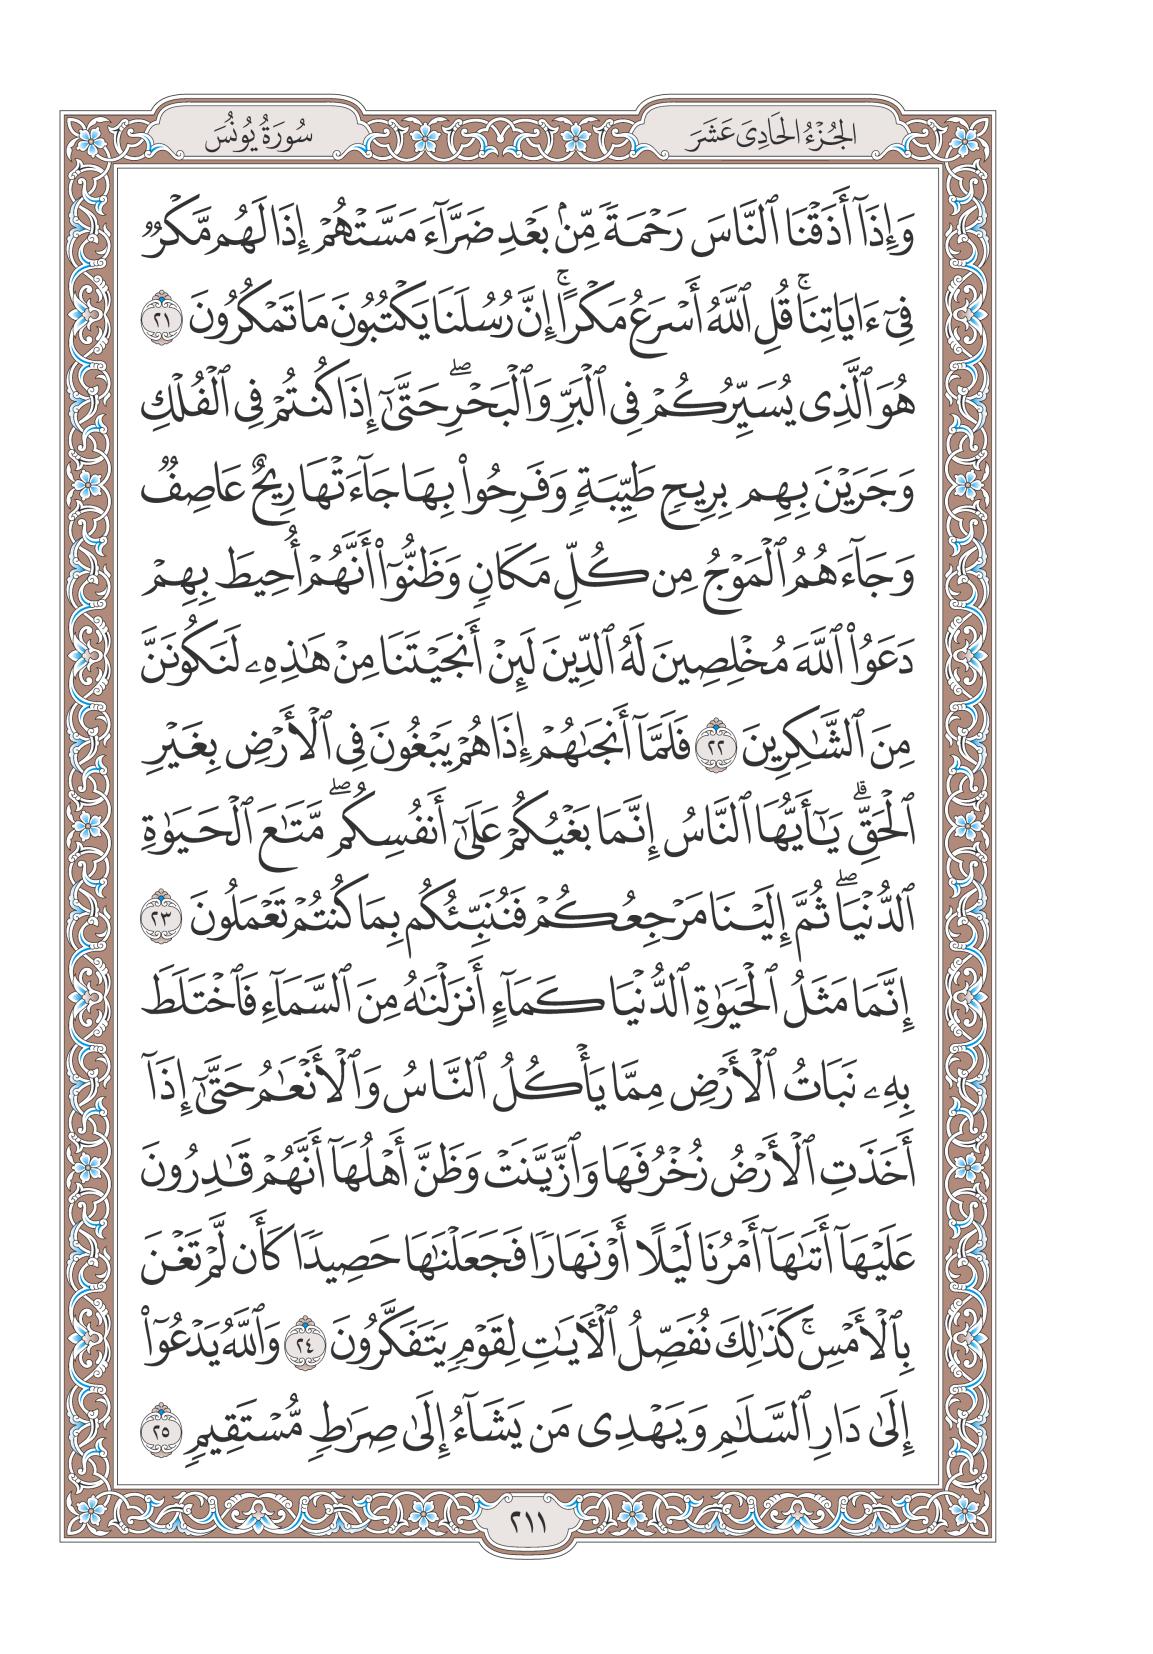 الجُزْءُ الحَادِىَ عَشَرَ
سُورَةُ يُونُسَ
وَإِذَآ أَذَقْنَا ٱلنَّاسَ رَحْمَةً مِّنۢ بَعْدِ ضَرَّآءَ مَسَّتْهُمْ إِذَا لَهُم مَّكْرٌ
فِىٓ ءَايَاتِنَاۚ قُلِ ٱللَّهُ أَسْرَعُ مَكْرًاۚ إِنَّ رُسُلَنَا يَكْتُبُونَ مَا تَمْكُرُونَ ٢١
هُوَ ٱلَّذِى يُسَيِّرُكُمْ فِى ٱلْبَرِّ وَٱلْبَحْرِۖ حَتَّىٰٓ إِذَا كُنتُمْ فِى ٱلْفُلْكِ
وَجَرَيْنَ بِهِم بِرِيحٍ طَيِّبَةٍ وَفَرِحُوا۟ بِهَا جَآءَتْهَا رِيحٌ عَاصِفٌ
وَجَآءَهُمُ ٱلْمَوْجُ مِن كُلِّ مَكَانٍ وَظَنُّوٓا۟ أَنَّهُمْ أُحِيطَ بِهِمْ
دَعَوُا۟ ٱللَّهَ مُخْلِصِينَ لَهُ ٱلدِّينَ لَئِنْ أَنجَيْتَنَا مِنْ هَٰذِهِۦ لَنَكُونَنَّ
مِنَ ٱلشَّٰكِرِينَ ٢٢ فَلَمَّآ أَنجَىٰهُمْ إِذَا هُمْ يَبْغُونَ فِى ٱلْأَرْضِ بِغَيْرِ
ٱلْحَقِّۗ يَٰٓأَيُّهَا ٱلنَّاسُ إِنَّمَا بَغْيُكُمْ عَلَىٰٓ أَنفُسِكُمۖ مَّتَٰعَ ٱلْحَيَوٰةِ
ٱلدُّنْيَاۖ ثُمَّ إِلَيْنَا مَرْجِعُكُمْ فَنُنَبِّئُكُم بِمَا كُنتُمْ تَعْمَلُونَ ٢٣
إِنَّمَا مَثَلُ ٱلْحَيَوٰةِ ٱلدُّنْيَا كَمَآءٍ أَنزَلْنَٰهُ مِنَ ٱلسَّمَآءِ فَٱخْتَلَطَ
بِهِۦ نَبَاتُ ٱلْأَرْضِ مِمَّا يَأْكُلُ ٱلنَّاسُ وَٱلْأَنْعَٰمُ حَتَّىٰٓ إِذَآ
أَخَذَتِ ٱلْأَرْضُ زُخْرُفَهَا وَٱزَّيَّنَتْ وَظَنَّ أَهْلُهَآ أَنَّهُمْ قَٰدِرُونَ
عَلَيْهَآ أَتَىٰهَآ أَمْرُنَا لَيْلًا أَوْ نَهَارًا فَجَعَلْنَٰهَا حَصِيدًا كَأَن لَّمْ تَغْنَ
بِٱلْأَمْسِۚ كَذَٰلِكَ نُفَصِّلُ ٱلْءَايَٰتِ لِقَوْمٍ يَتَفَكَّرُونَ ٢٤ وَٱللَّهُ يَدْعُوٓا۟
إِلَىٰ دَارِ ٱلسَّلَٰمِ وَيَهْدِى مَن يَشَآءُ إِلَىٰ صِرَٰطٍ مُّسْتَقِيمٍ ٢٥
٢١١